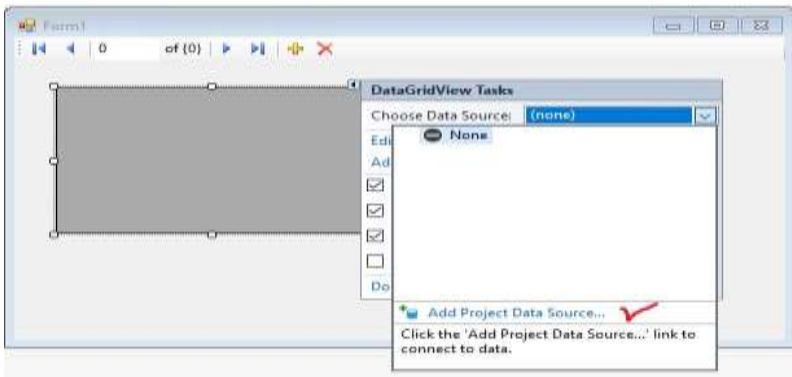 Form1
0 of {0}
DataGridView Tasks
Choose Data Source: (none)
None
Edi
Ad
Do
Add Project Data Source...
Click the 'Add Project Data Source...' link to
connect to data.